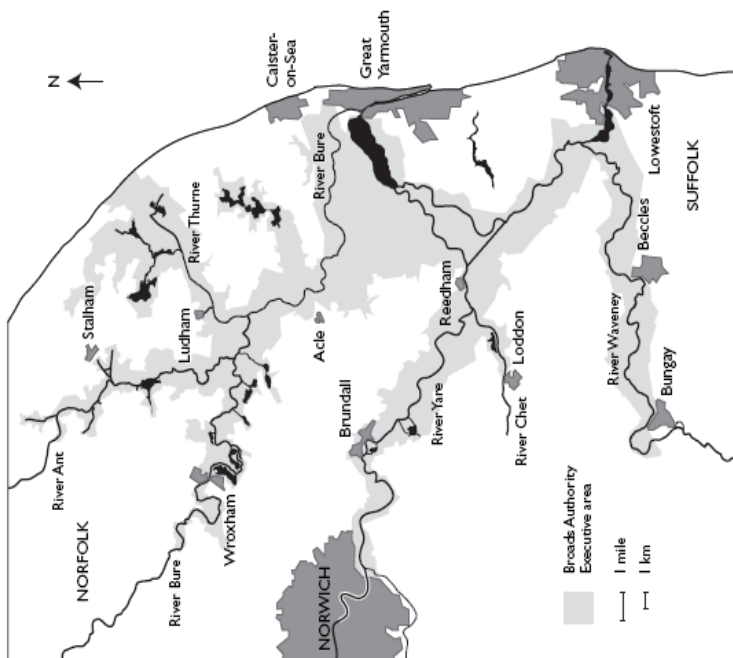 N
Caister-
on-Sea
Great
Yarmouth
River Bure
River Thurne
Stalham
Ludham
Acle
River Ant
NORFOLK
River Bure
Wroxham
Brundall
River Yare
Reedham
Loddon
River Chet
NORWICH
Lowestoft
SUFFOLK
Beccles
River Waveney
Bungay
Broads Authority
Executive area
1 mile
1 km